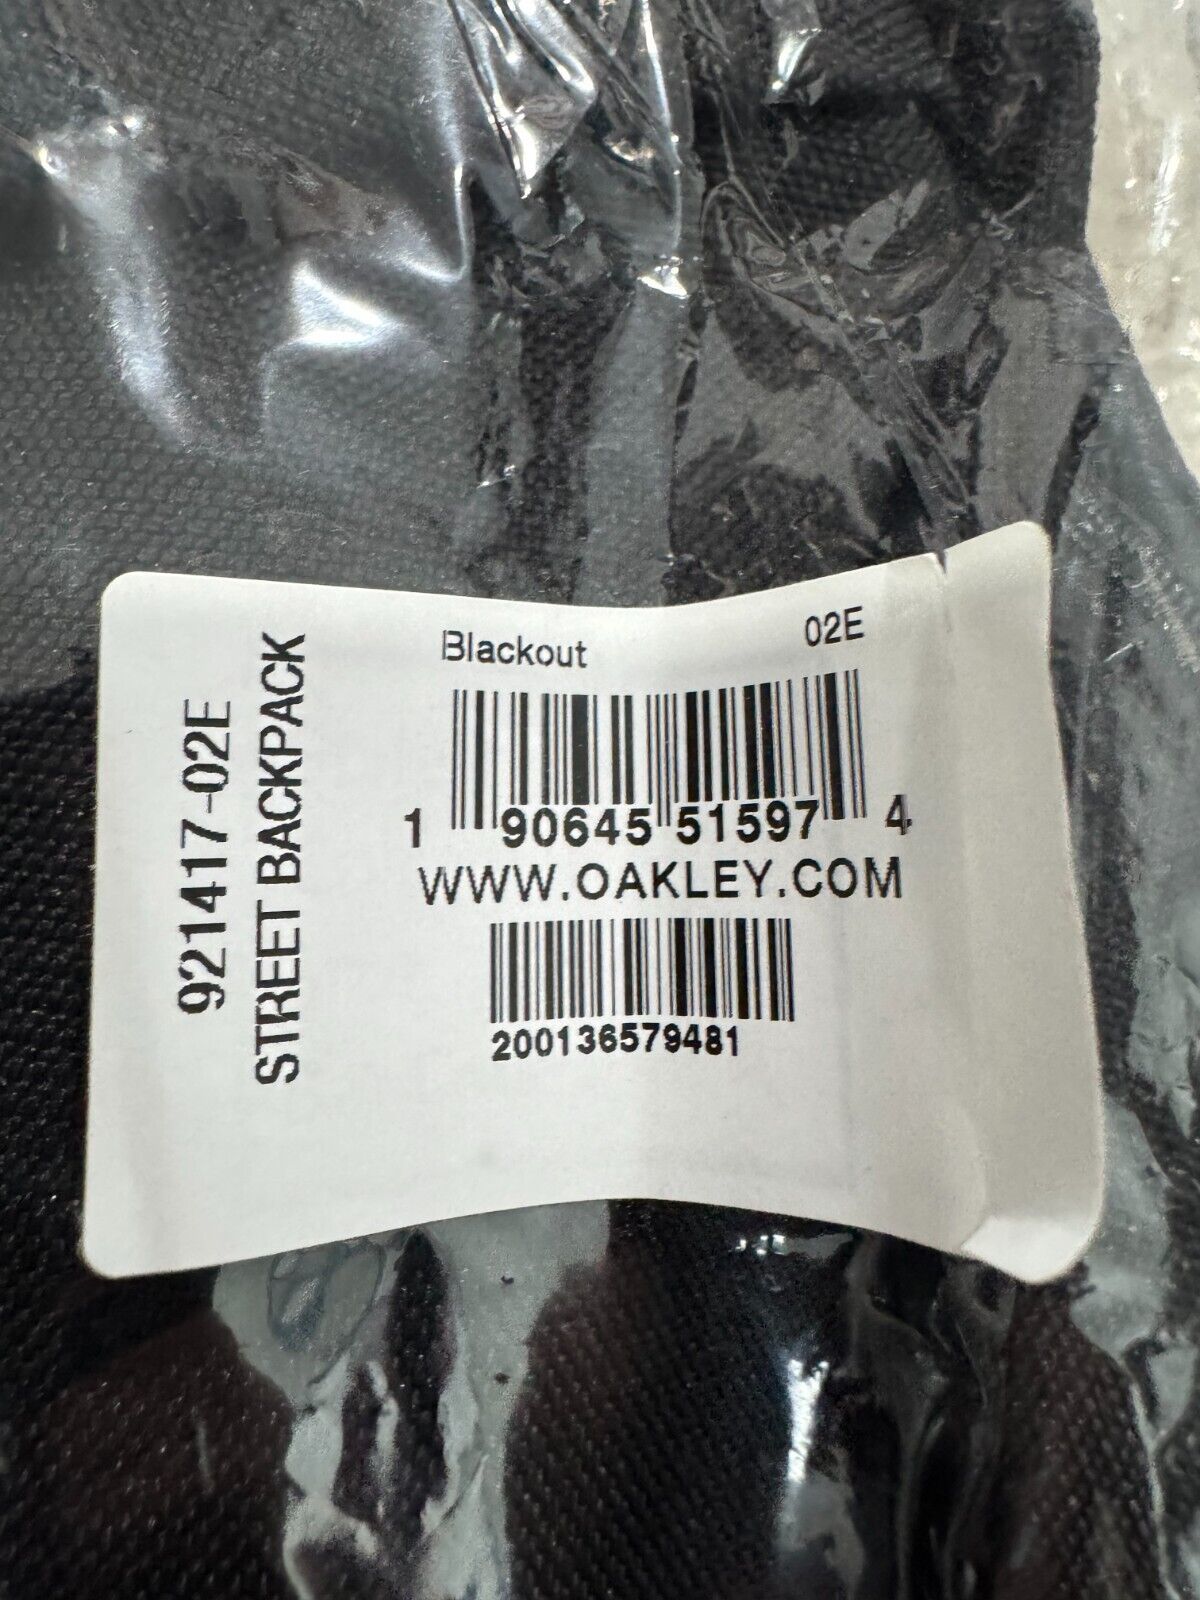 921417-02E
STREET BACKPACK
Blackout 02E
1 90645 51597 4
WWW.OAKLEY.COM
200136579481